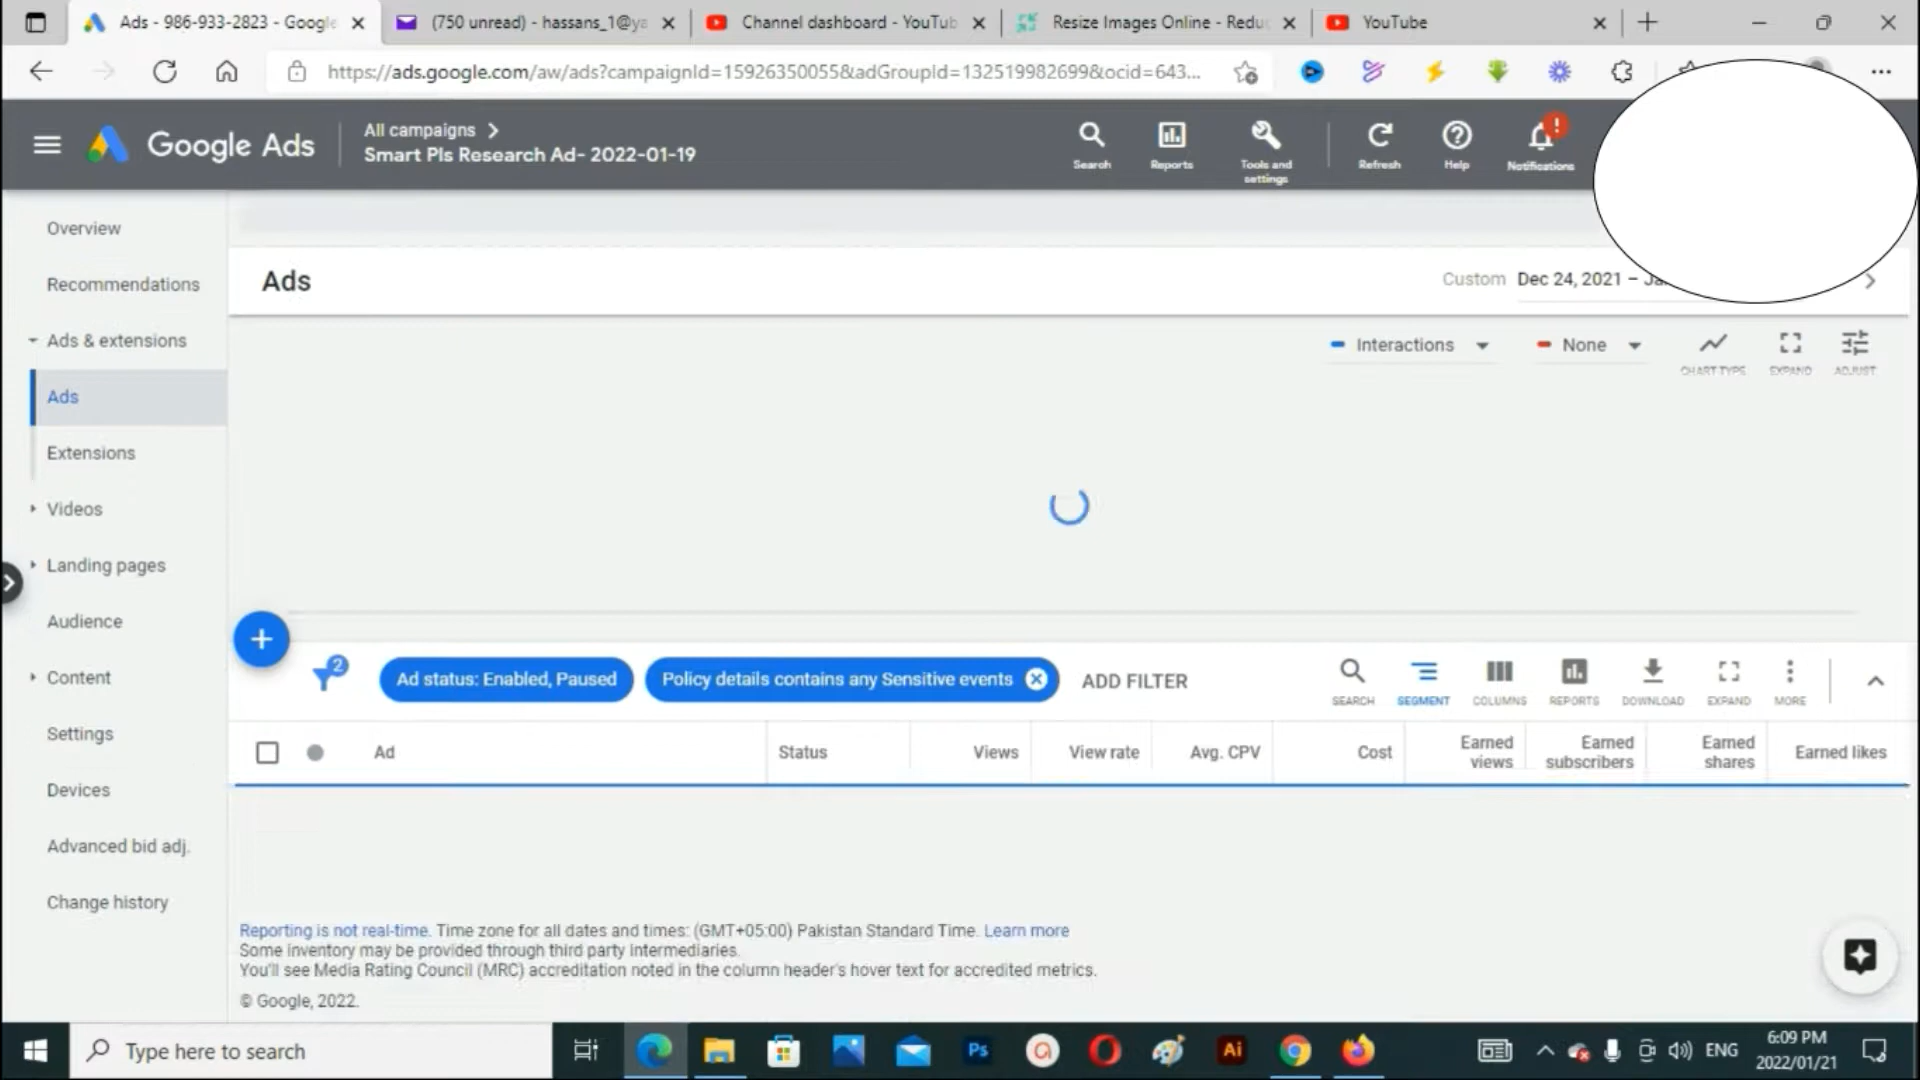 Ads - 986-933-2823 - Google
(750 unread) - hassans_1@ya
Channel dashboard - YouTub
Resize Images Online - Reduc
YouTube
https://ads.google.com/aw/ads?campaignId=15926350055&adGroupId=132519982699&ocid=643...
Google Ads
All campaigns
Smart Pls Research Ad- 2022-01-19
Search
Reports
Tools and
settings
Refresh
Help
Notifications
Overview
Recommendations
Ads & extensions
Ads
Extensions
Videos
Landing pages
Audience
Content
Settings
Devices
Advanced bid adj.
Change history
Ads
Custom Dec 24, 2021 –
Interactions
None
CHART TYPE
EXPAND
ADJUST
2
Ad status: Enabled, Paused
Policy details contains any Sensitive events
ADD FILTER
SEARCH
SEGMENT
COLUMNS
REPORTS
DOWNLOAD
EXPAND
MORE
Ad
Status
Views
View rate
Avg. CPV
Cost
Earned
views
Earned
subscribers
Earned
shares
Earned likes
Reporting is not real-time. Time zone for all dates and times: (GMT+05:00) Pakistan Standard Time. Learn more
Some inventory may be provided through third party intermediaries.
You'll see Media Rating Council (MRC) accreditation noted in the column header's hover text for accredited metrics.
© Google, 2022.
Type here to search
Ps
Ai
ENG
6:09 PM
2022/01/21